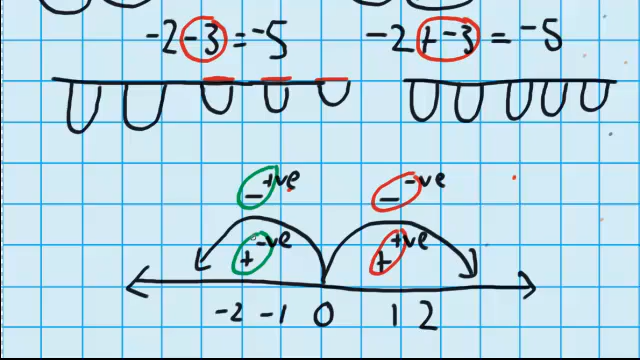 -2 -3 = -5
-2 + -3 = -5
- +ve
- -ve
+ -ve
+ +ve
-2 -1 0 1 2